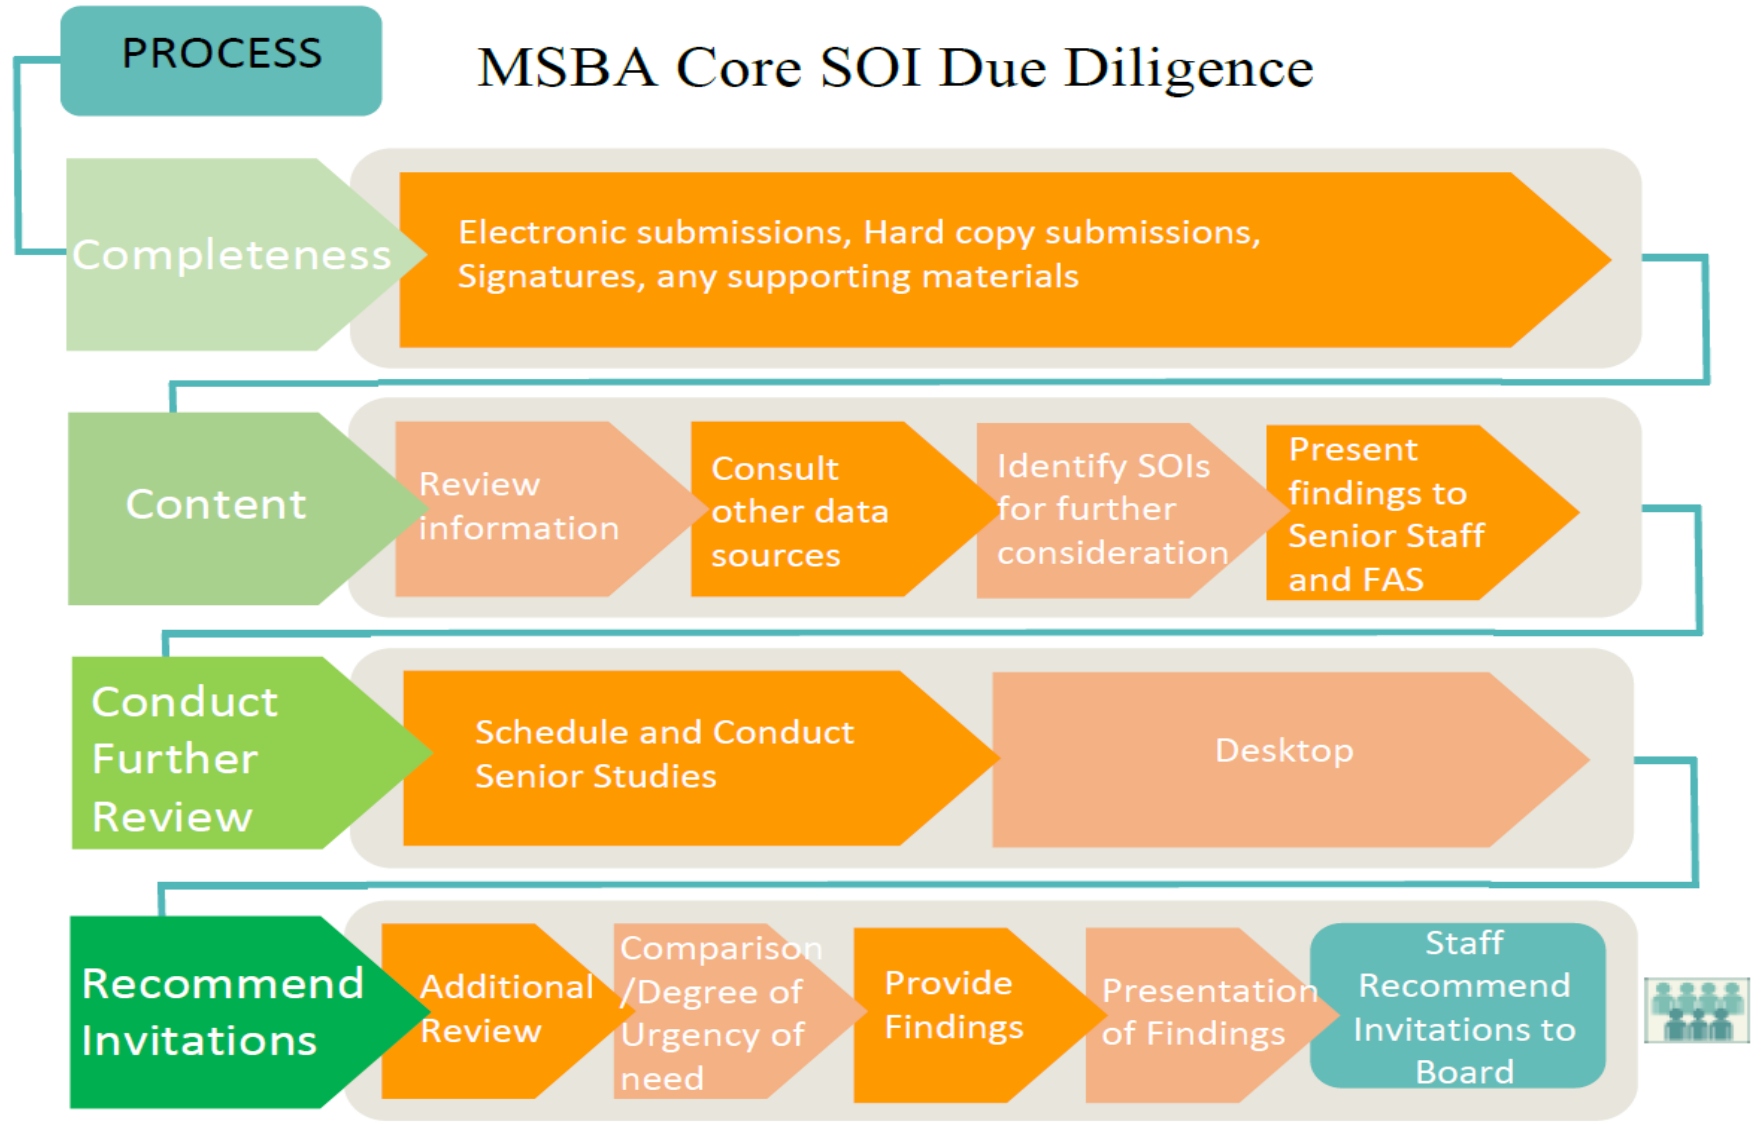 PROCESS
MSBA Core SOI Due Diligence
Completeness
Electronic submissions, Hard copy submissions,
Signatures, any supporting materials
Content
Review
information
Consult
other data
sources
Identify SOIs
for further
consideration
Present
findings to
Senior Staff
and FAS
Conduct
Further
Review
Schedule and Conduct
Senior Studies
Desktop
Recommend
Invitations
Additional
Review
Comparison
/Degree of
Urgency of
need
Provide
Findings
Presentation
of Findings
Staff
Recommend
Invitations to
Board